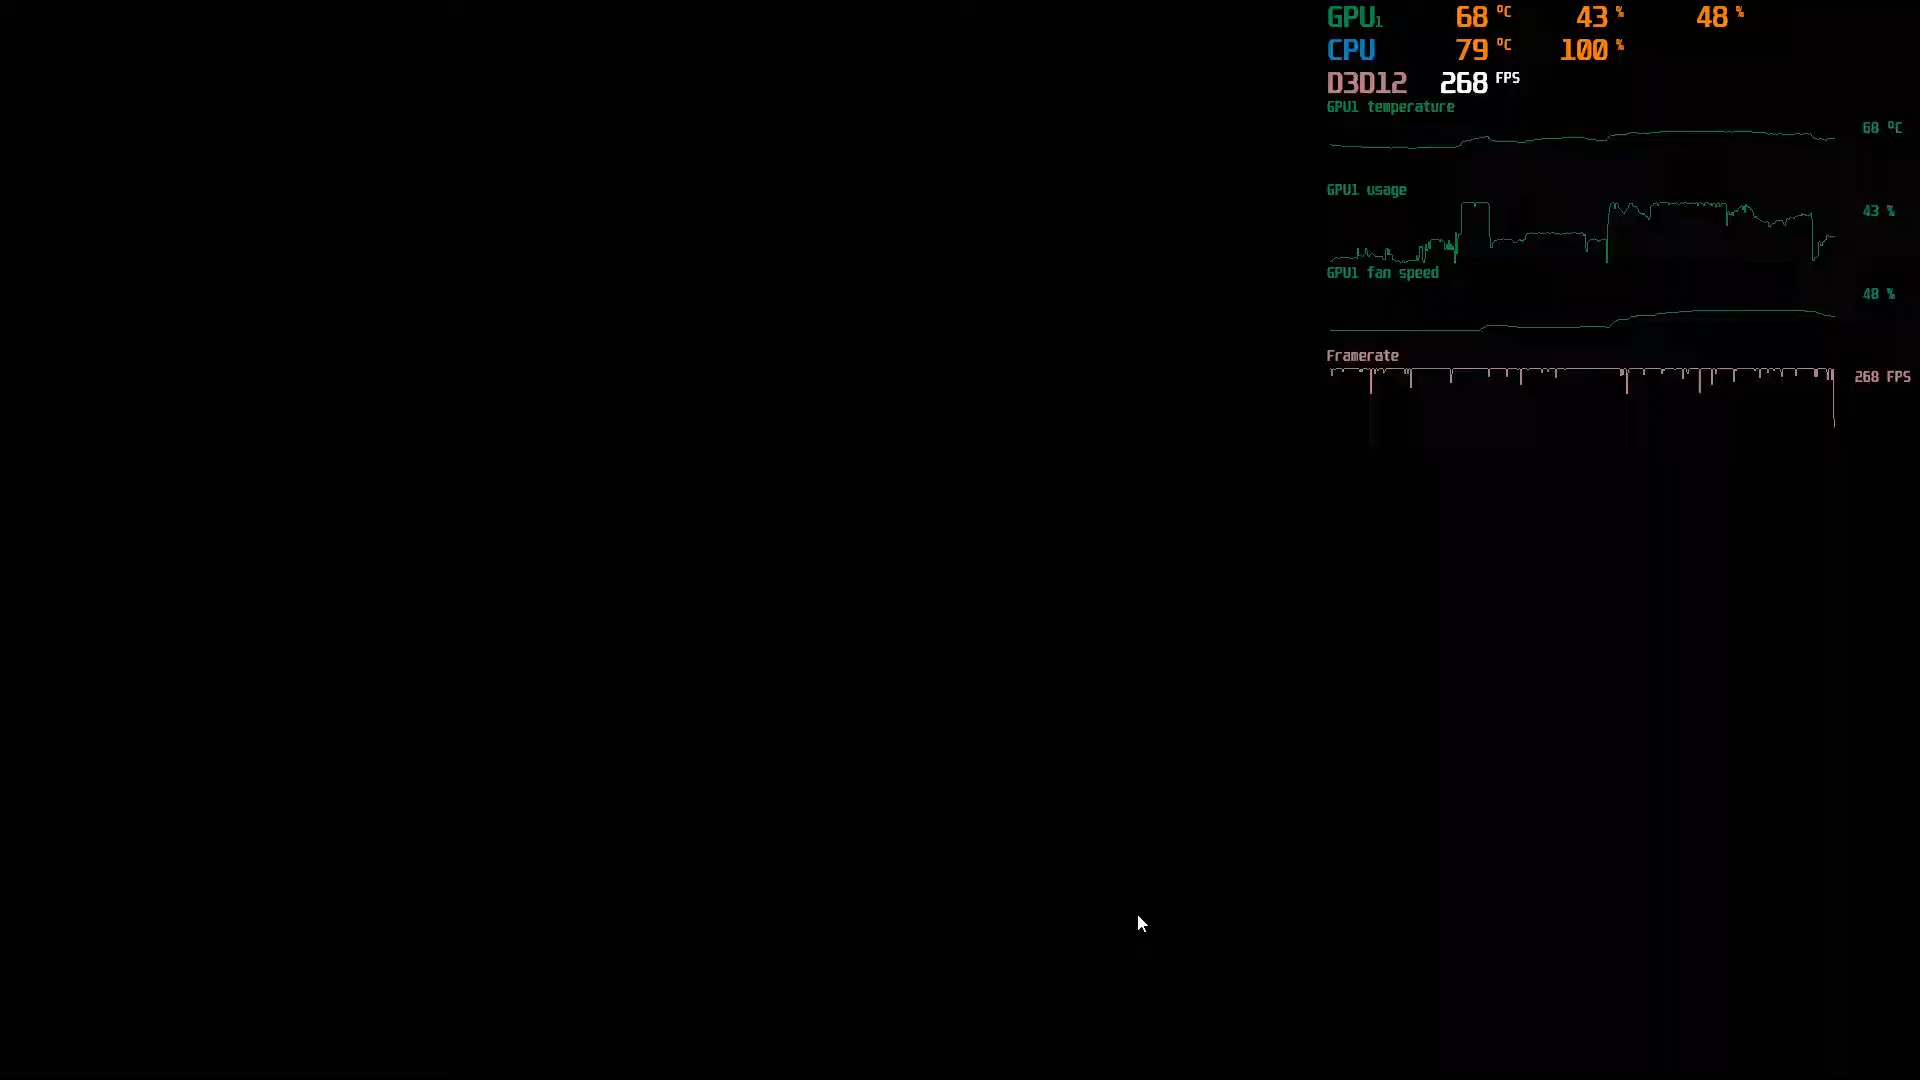 GPU1 68 °C 43 % 48 %
CPU 79 °C 100 %
D3D12 268 FPS
GPU1 temperature
68 °C
GPU1 usage
43 %
GPU1 fan speed
48 %
Framerate
268 FPS